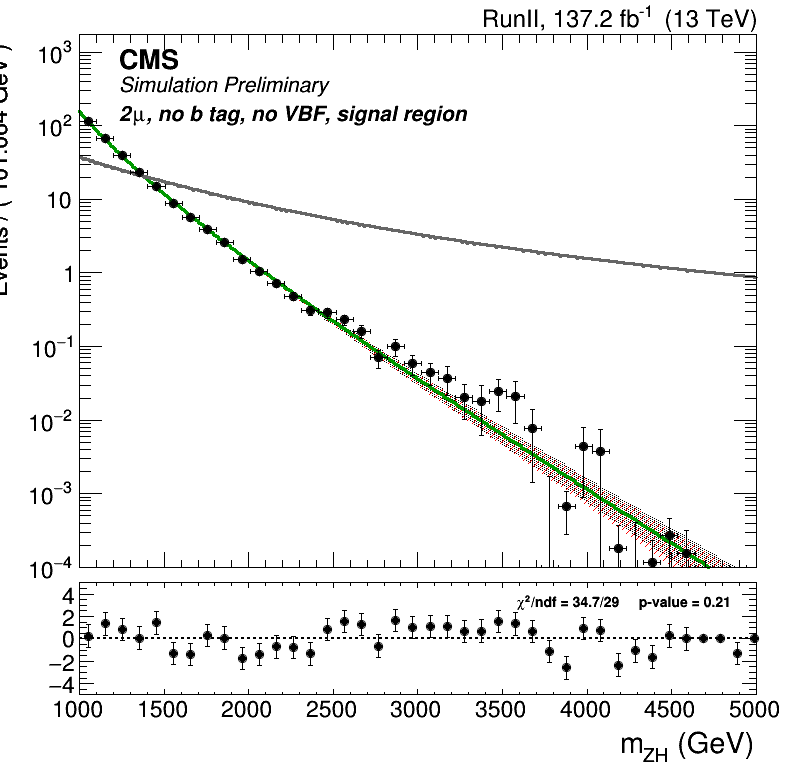 RunII, 137.2 fb⁻¹ (13 TeV)
CMS
Simulation Preliminary
2μ, no b tag, no VBF, signal region
10³
10²
10
1
10⁻¹
10⁻²
10⁻³
10⁻⁴
χ²/ndf = 34.7/29 p-value = 0.21
4
2
0
−2
−4
1000 1500 2000 2500 3000 3500 4000 4500 5000
m_ZH (GeV)